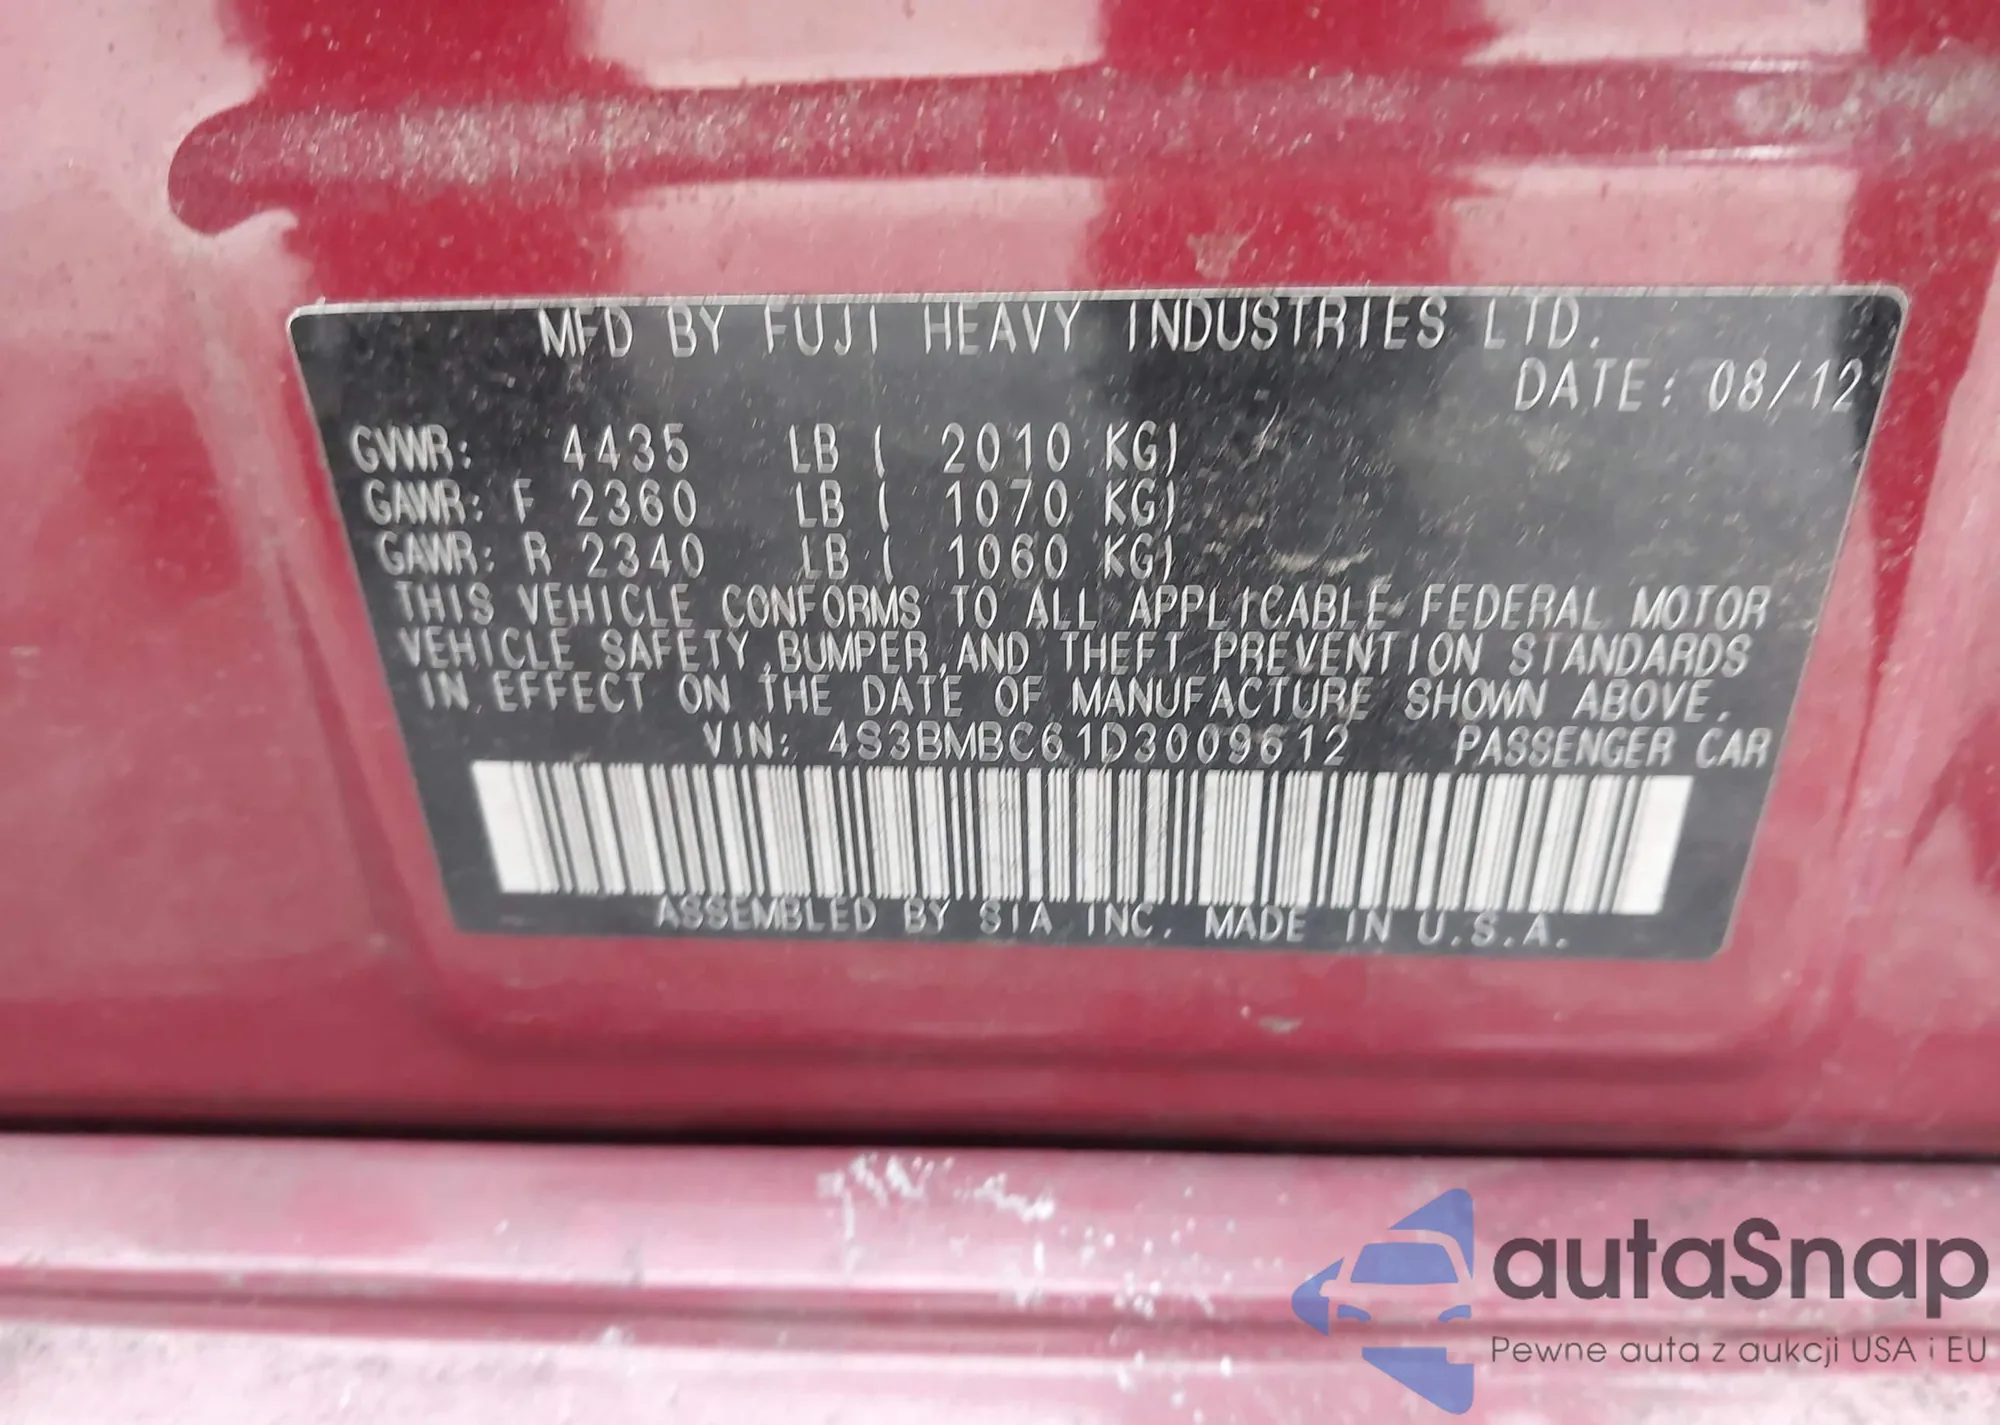 MFD BY FUJI HEAVY INDUSTRIES LTD.
DATE: 08/12
GVWR: 4435 LB ( 2010 KG)
GAWR: F 2360 LB ( 1070 KG)
GAWR: R 2340 LB ( 1060 KG)
THIS VEHICLE CONFORMS TO ALL APPLICABLE FEDERAL MOTOR
VEHICLE SAFETY,BUMPER,AND THEFT PREVENTION STANDARDS
IN EFFECT ON THE DATE OF MANUFACTURE SHOWN ABOVE.
VIN: 4S3BMBC61D3009612 PASSENGER CAR
ASSEMBLED BY SIA INC. MADE IN U.S.A.
autaSnap
Pewne auta z aukcji USA i EU